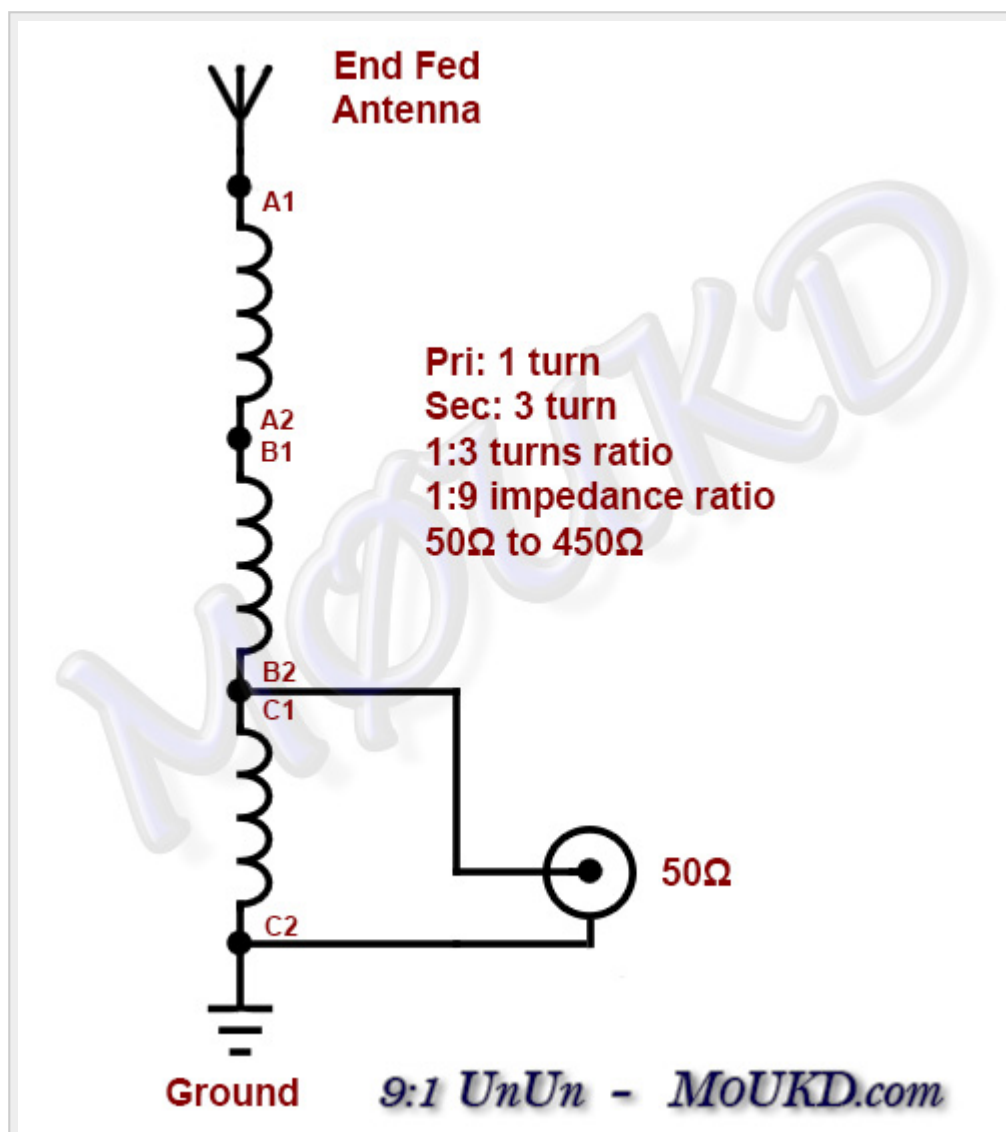 End Fed
Antenna
A1
A2
B1
Pri: 1 turn
Sec: 3 turn
1:3 turns ratio
1:9 impedance ratio
50Ω to 450Ω
B2
C1
50Ω
C2
Ground
9:1 UnUn - M0UKD.com
MØUKD